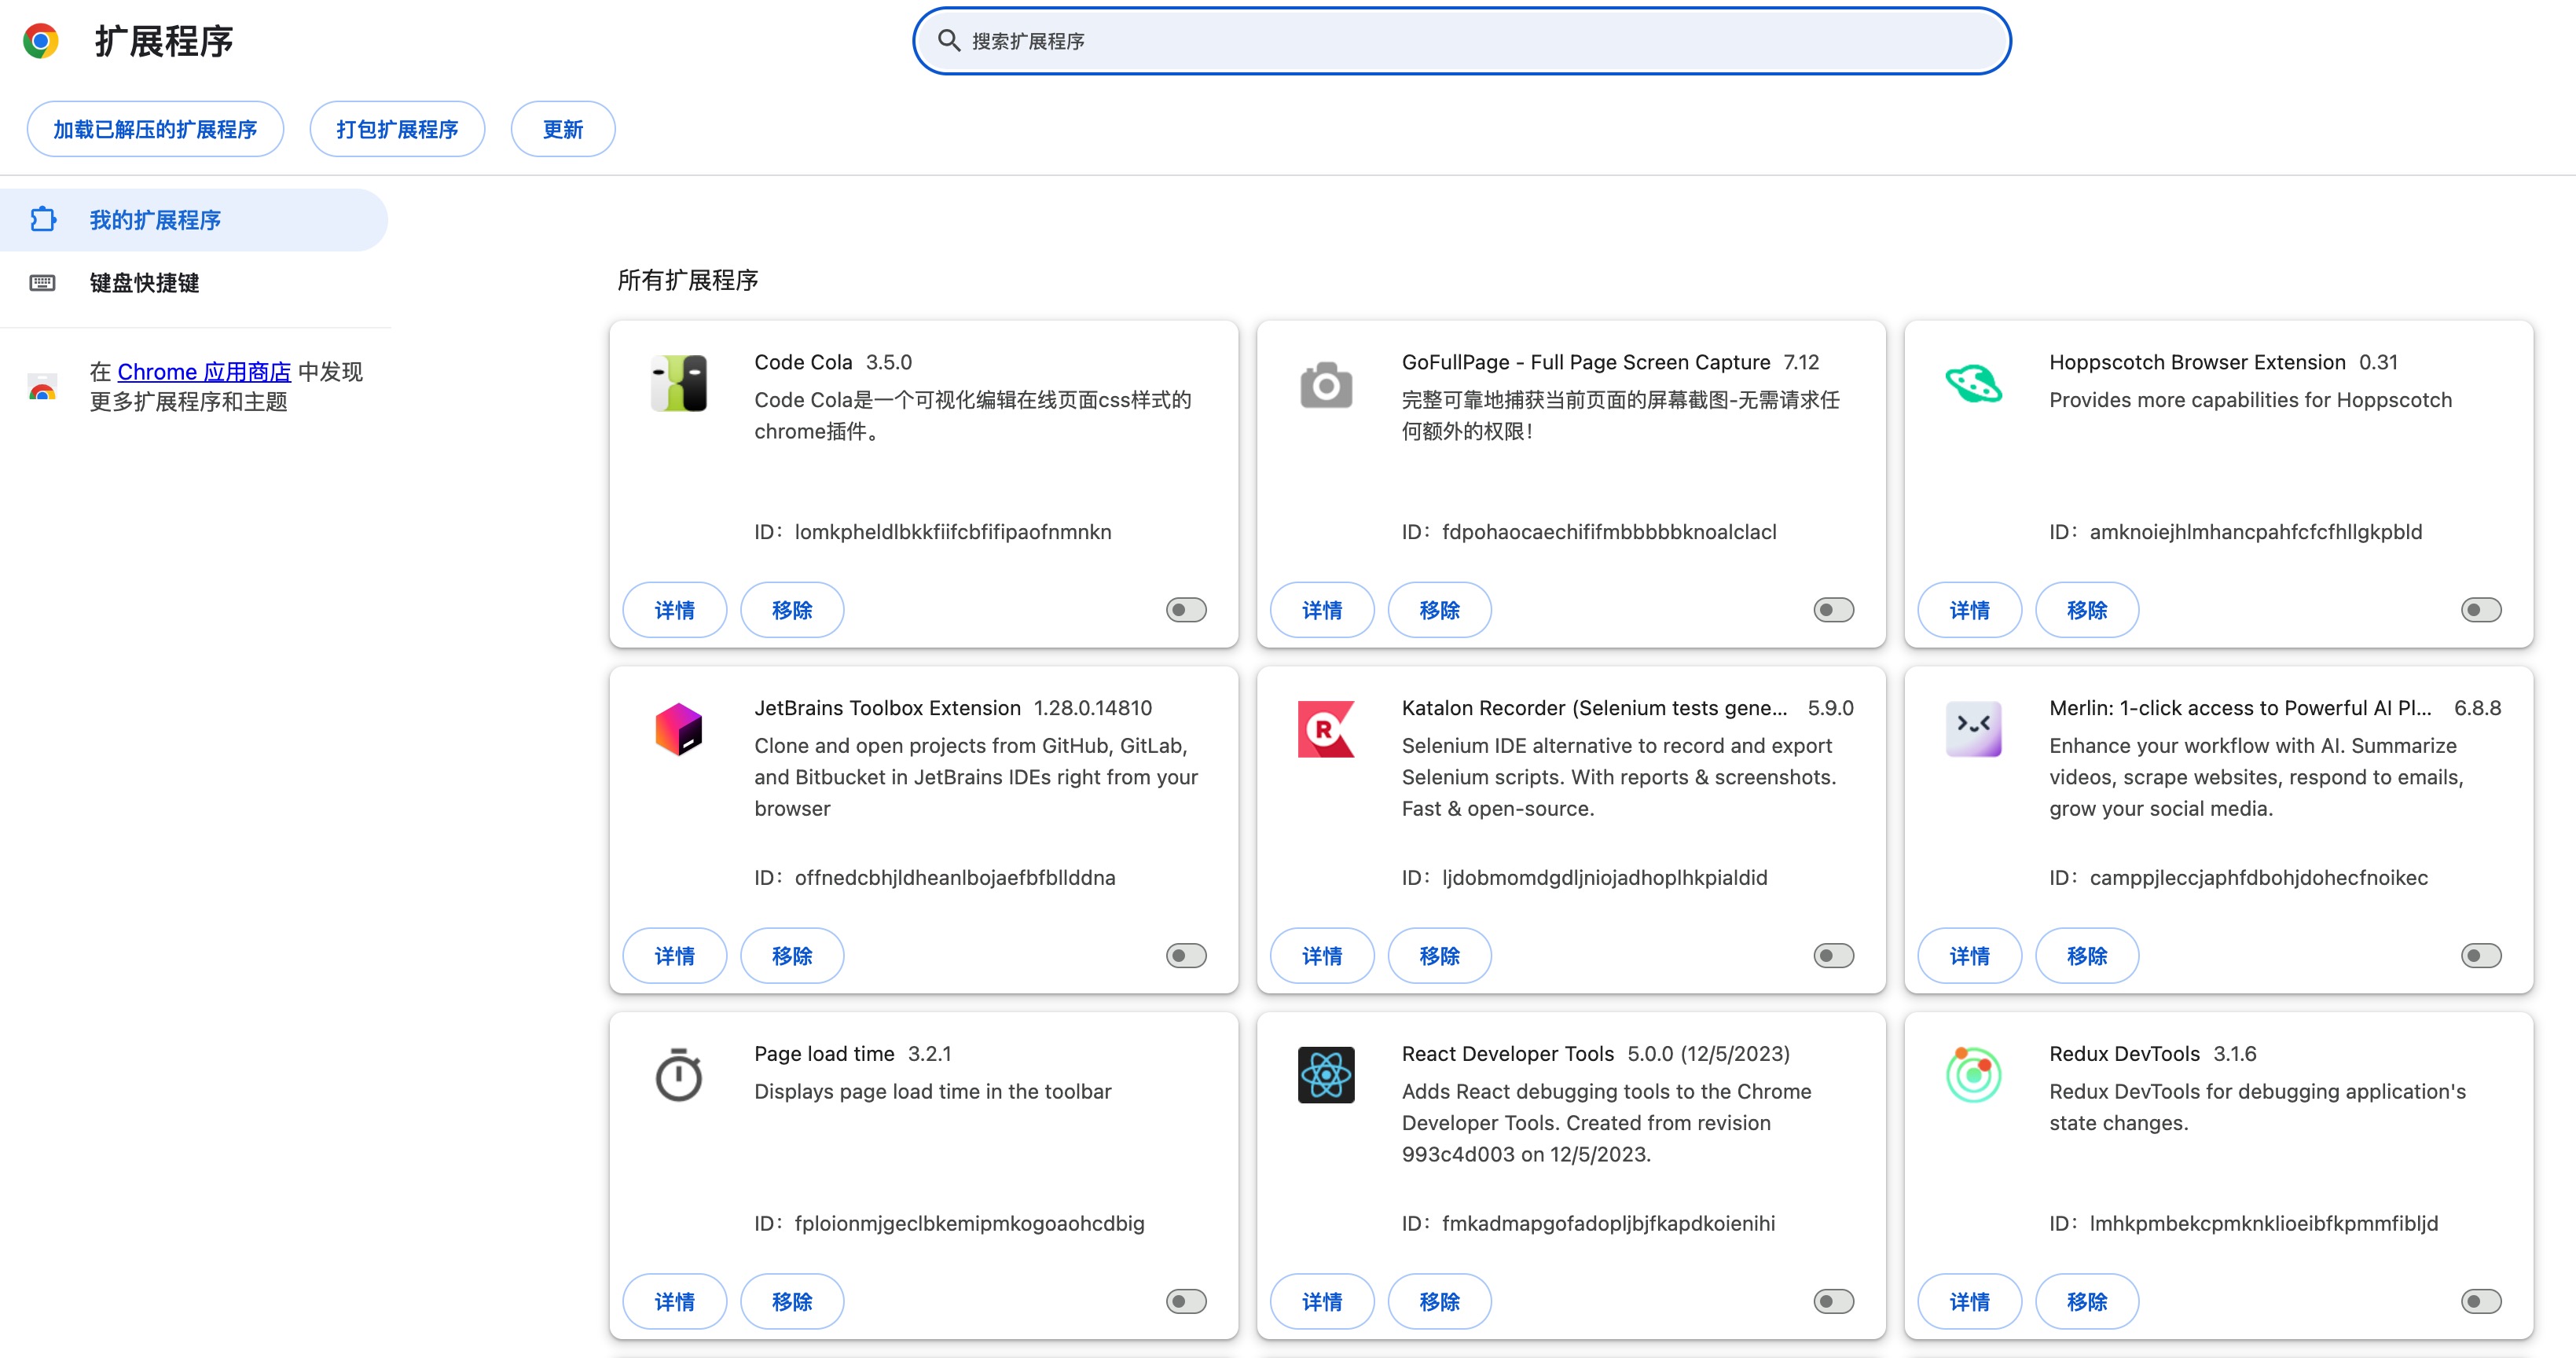 扩展程序
搜索扩展程序
加载已解压的扩展程序
打包扩展程序
更新
我的扩展程序
键盘快捷键
在 Chrome 应用商店 中发现
更多扩展程序和主题
所有扩展程序
Code Cola 3.5.0
Code Cola是一个可视化编辑在线页面css样式的
chrome插件。
ID：lomkpheldlbkkfiifcbfifipaofnmnkn
详情
移除
GoFullPage - Full Page Screen Capture 7.12
完整可靠地捕获当前页面的屏幕截图-无需请求任
何额外的权限！
ID：fdpohaocaechififmbbbbbknoalclacl
详情
移除
Hoppscotch Browser Extension 0.31
Provides more capabilities for Hoppscotch
ID：amknoiejhlmhancpahfcfcfhllgkpbld
详情
移除
JetBrains Toolbox Extension 1.28.0.14810
Clone and open projects from GitHub, GitLab,
and Bitbucket in JetBrains IDEs right from your
browser
ID：offnedcbhjldheanlbojaefbfbllddna
详情
移除
Katalon Recorder (Selenium tests gene... 5.9.0
Selenium IDE alternative to record and export
Selenium scripts. With reports & screenshots.
Fast & open-source.
ID：ljdobmomdgdljniojadhoplhkpialdid
详情
移除
Merlin: 1-click access to Powerful AI Pl... 6.8.8
Enhance your workflow with AI. Summarize
videos, scrape websites, respond to emails,
grow your social media.
ID：camppjleccjaphfdbohjdohecfnoikec
详情
移除
Page load time 3.2.1
Displays page load time in the toolbar
ID：fploionmjgeclbkemipmkogoaohcdbig
详情
移除
React Developer Tools 5.0.0 (12/5/2023)
Adds React debugging tools to the Chrome
Developer Tools. Created from revision
993c4d003 on 12/5/2023.
ID：fmkadmapgofadopljbjfkapdkoienihi
详情
移除
Redux DevTools 3.1.6
Redux DevTools for debugging application's
state changes.
ID：lmhkpmbekcpmknklioeibfkpmmfibljd
详情
移除